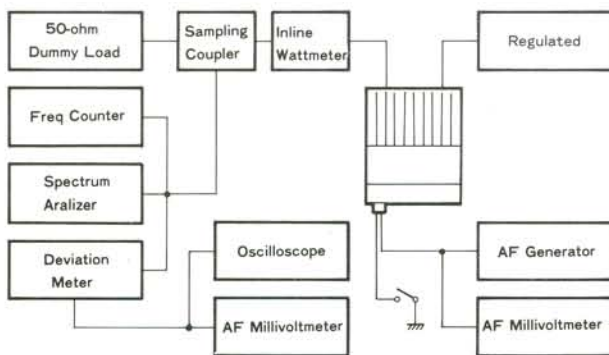 50-ohm
Dummy Load
Sampling
Coupler
Inline
Wattmeter
Regulated
Freq Counter
Spectrum
Aralizer
Deviation
Meter
Oscilloscope
AF Millivoltmeter
AF Generator
AF Millivoltmeter